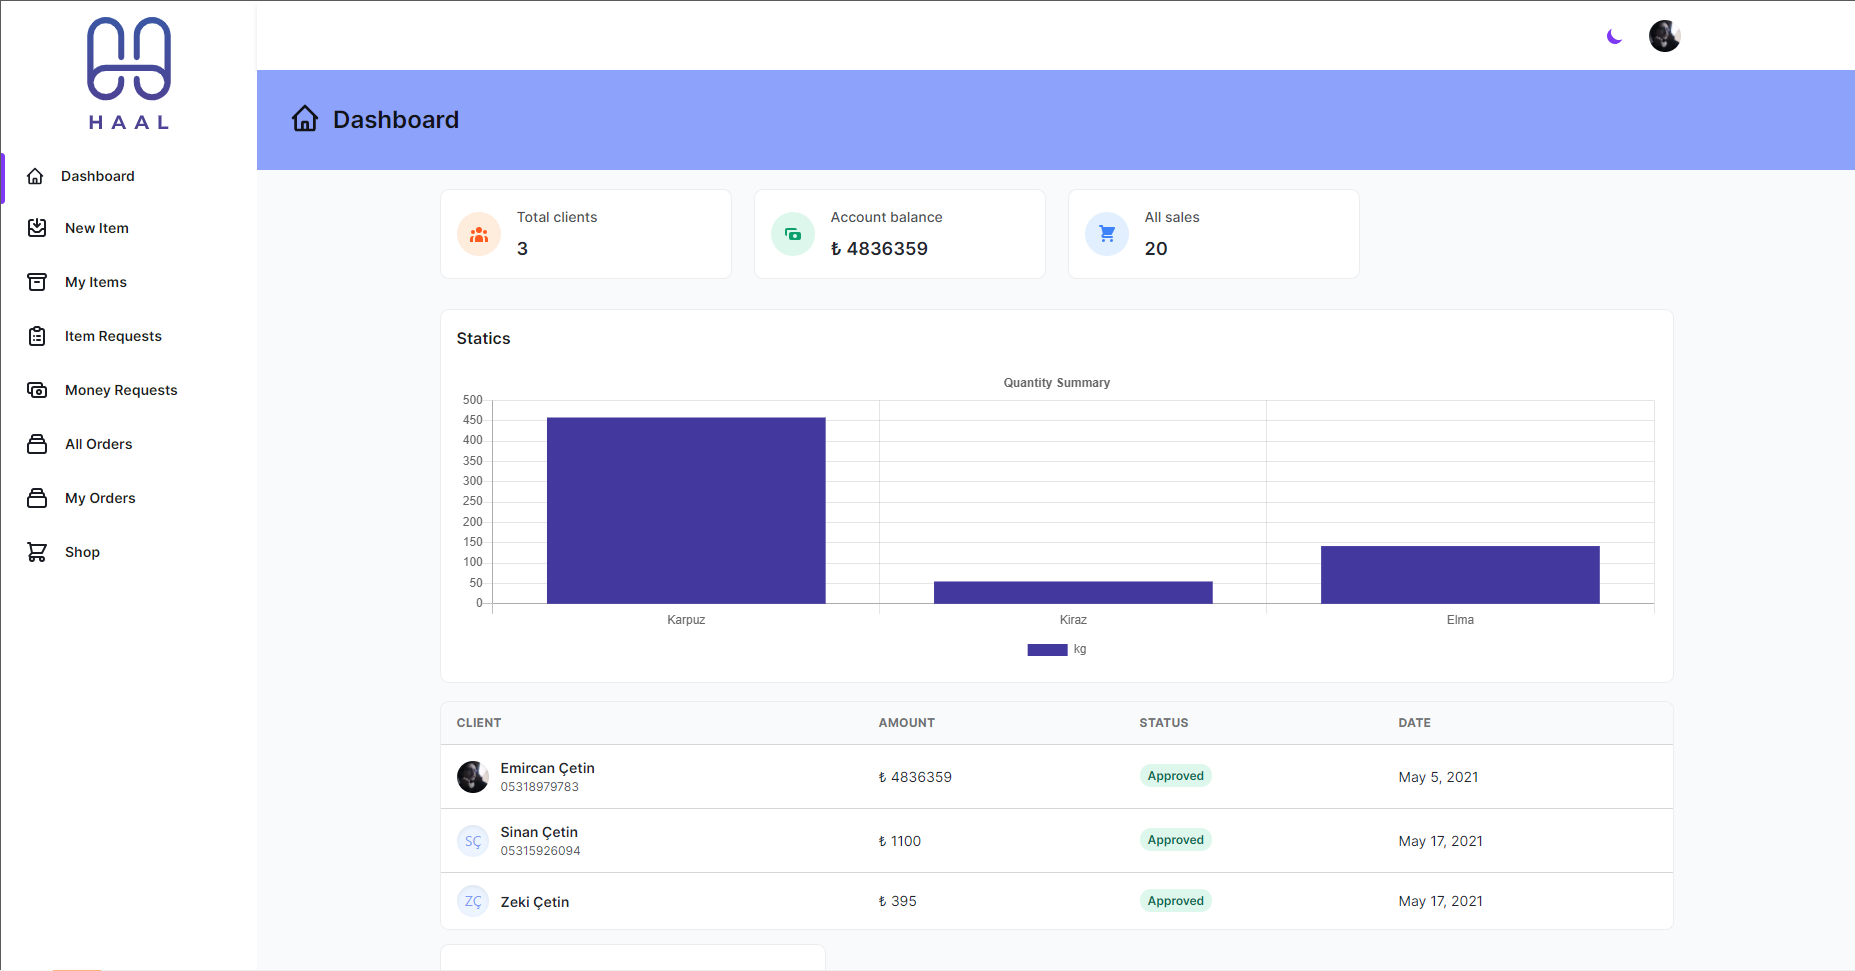 HAAL
Dashboard
New Item
My Items
Item Requests
Money Requests
All Orders
My Orders
Shop
Dashboard
Total clients
3
Account balance
₺ 4836359
All sales
20
Statics
Quantity Summary
500
450
400
350
300
250
200
150
100
50
0
Karpuz Kiraz Elma
kg
CLIENT AMOUNT STATUS DATE
Emircan Çetin
05318979783
₺ 4836359 Approved May 5, 2021
SÇ
Sinan Çetin
05315926094
₺ 1100 Approved May 17, 2021
ZÇ Zeki Çetin ₺ 395 Approved May 17, 2021